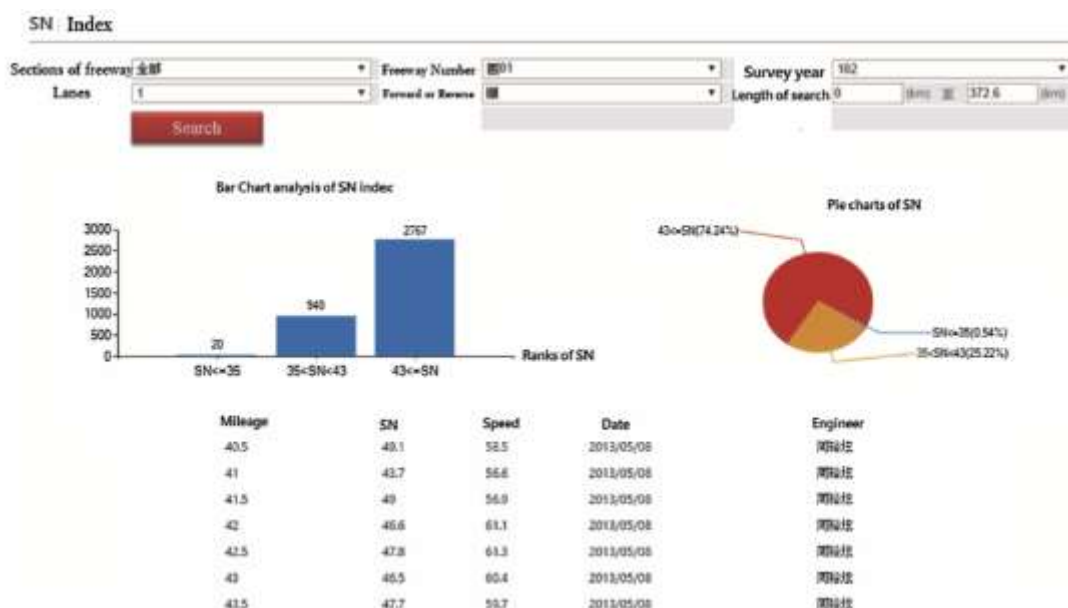 SN Index
Sections of freeway 全部 Freeway Number 國01 Survey year 102
Lanes 1 Forward or Reverse Length of search 0 (km) 至 372.6 (km)
Search
Bar Chart analysis of SN index
Pie charts of SN
3000
2500
2000
1500
1000
500
0
20
940
2767
SN<=35 35<SN<43 43<=SN
Ranks of SN
43<=SN(74.24%)
SN<=35(0.54%)
35<SN<43(25.22%)
Mileage SN Speed Date Engineer
40.5 49.1 58.5 2013/05/08
41 43.7 56.6 2013/05/08
41.5 49 56.9 2013/05/08
42 46.6 61.1 2013/05/08
42.5 47.8 61.3 2013/05/08
43 46.5 60.4 2013/05/08
43.5 47.7 59.7 2013/05/08